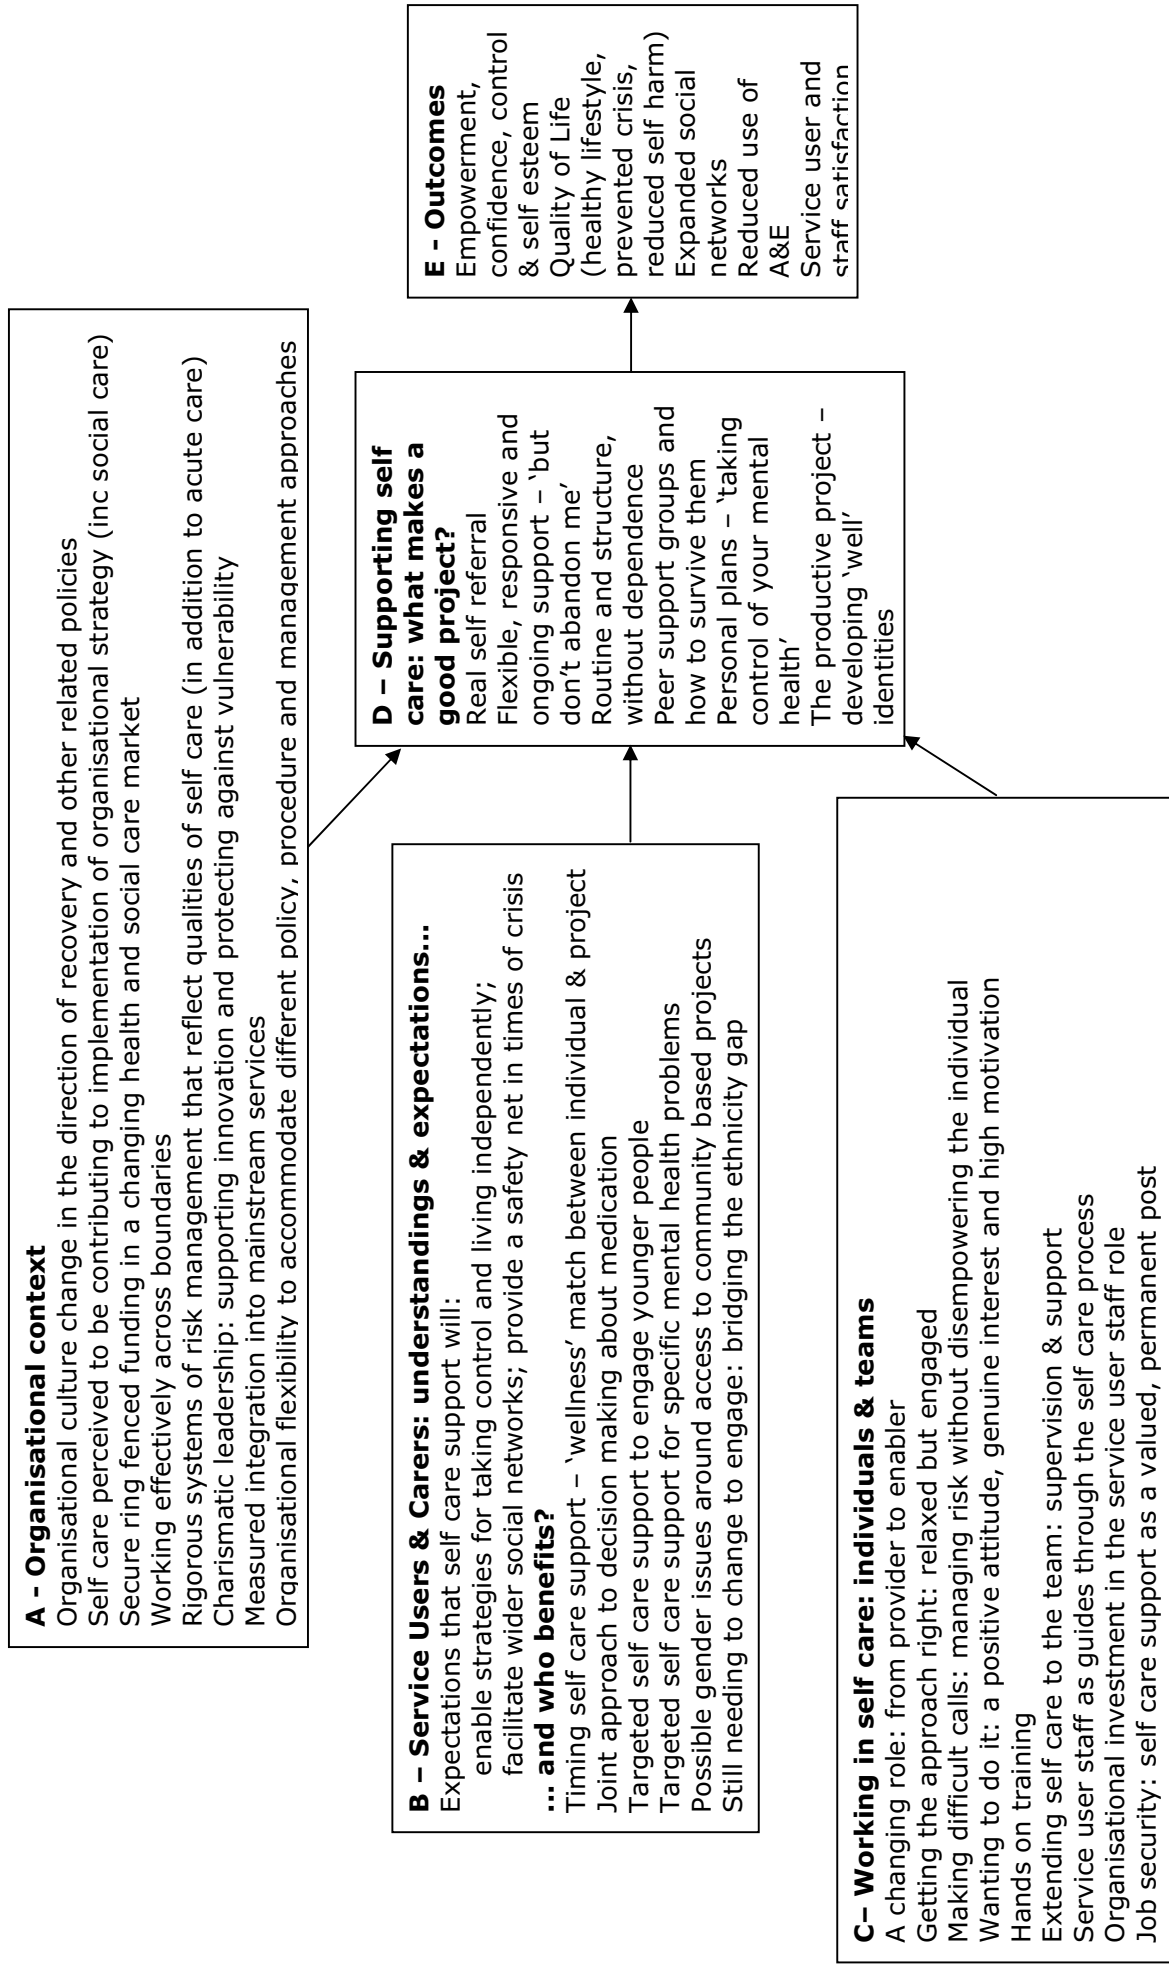 A – Organisational context
Organisational culture change in the direction of recovery and other related policies
Self care perceived to be contributing to implementation of organisational strategy (inc social care)
Secure ring fenced funding in a changing health and social care market
Working effectively across boundaries
Rigorous systems of risk management that reflect qualities of self care (in addition to acute care)
Charismatic leadership: supporting innovation and protecting against vulnerability
Measured integration into mainstream services
Organisational flexibility to accommodate different policy, procedure and management approaches
B – Service Users & Carers: understandings & expectations...
Expectations that self care support will:
enable strategies for taking control and living independently;
facilitate wider social networks; provide a safety net in times of crisis
... and who benefits?
Timing self care support – ‘wellness’ match between individual & project
Joint approach to decision making about medication
Targeted self care support to engage younger people
Targeted self care support for specific mental health problems
Possible gender issues around access to community based projects
Still needing to change to engage: bridging the ethnicity gap
C– Working in self care: individuals & teams
A changing role: from provider to enabler
Getting the approach right: relaxed but engaged
Making difficult calls: managing risk without disempowering the individual
Wanting to do it: a positive attitude, genuine interest and high motivation
Hands on training
Extending self care to the team: supervision & support
Service user staff as guides through the self care process
Organisational investment in the service user staff role
Job security: self care support as a valued, permanent post
D – Supporting self
care: what makes a
good project?
Real self referral
Flexible, responsive and
ongoing support – ‘but
don’t abandon me’
Routine and structure,
without dependence
Peer support groups and
how to survive them
Personal plans – ‘taking
control of your mental
health’
The productive project –
developing ‘well’
identities
E – Outcomes
Empowerment,
confidence, control
& self esteem
Quality of Life
(healthy lifestyle,
prevented crisis,
reduced self harm)
Expanded social
networks
Reduced use of
A&E
Service user and
staff satisfaction